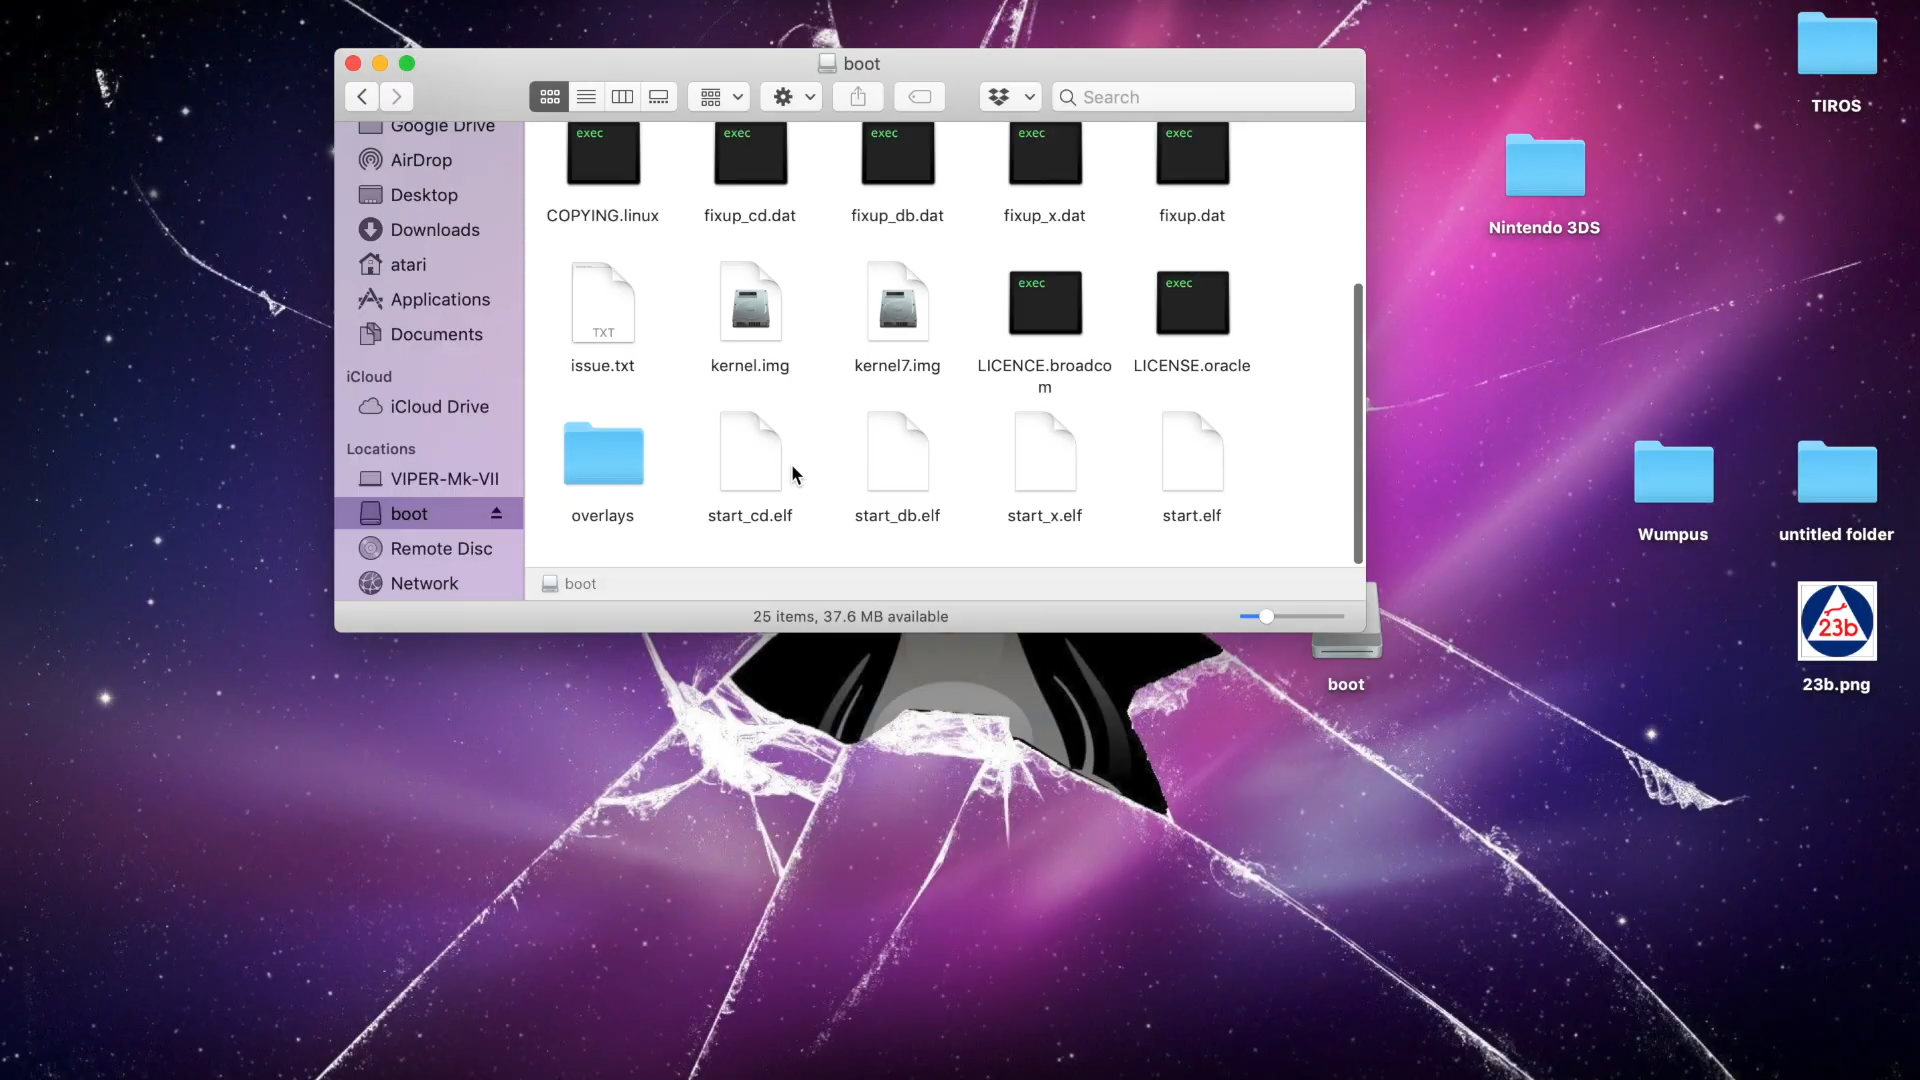 boot
Search
Google Drive
AirDrop
Desktop
Downloads
atari
Applications
Documents
iCloud
iCloud Drive
Locations
VIPER-Mk-VII
boot
Remote Disc
Network
exec
exec
exec
exec
exec
COPYING.linux
fixup_cd.dat
fixup_db.dat
fixup_x.dat
fixup.dat
TXT
exec
exec
issue.txt
kernel.img
kernel7.img
LICENCE.broadco
m
LICENSE.oracle
overlays
start_cd.elf
start_db.elf
start_x.elf
start.elf
boot
25 items, 37.6 MB available
TIROS
Nintendo 3DS
Wumpus
untitled folder
23b
boot
23b.png